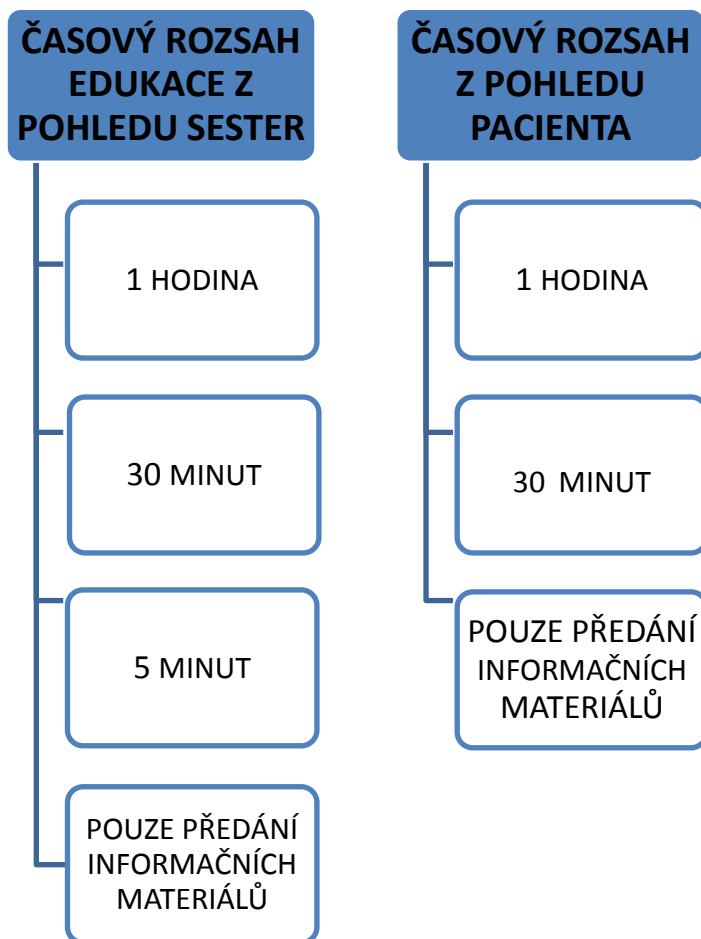 ČASOVÝ ROZSAH
EDUKACE Z
POHLEDU SESTER
1 HODINA
30 MINUT
5 MINUT
POUZE PŘEDÁNÍ
INFORMAČNÍCH
MATERIÁLŮ
ČASOVÝ ROZSAH
Z POHLEDU
PACIENTA
1 HODINA
30 MINUT
POUZE PŘEDÁNÍ
INFORMAČNÍCH
MATERIÁLŮ